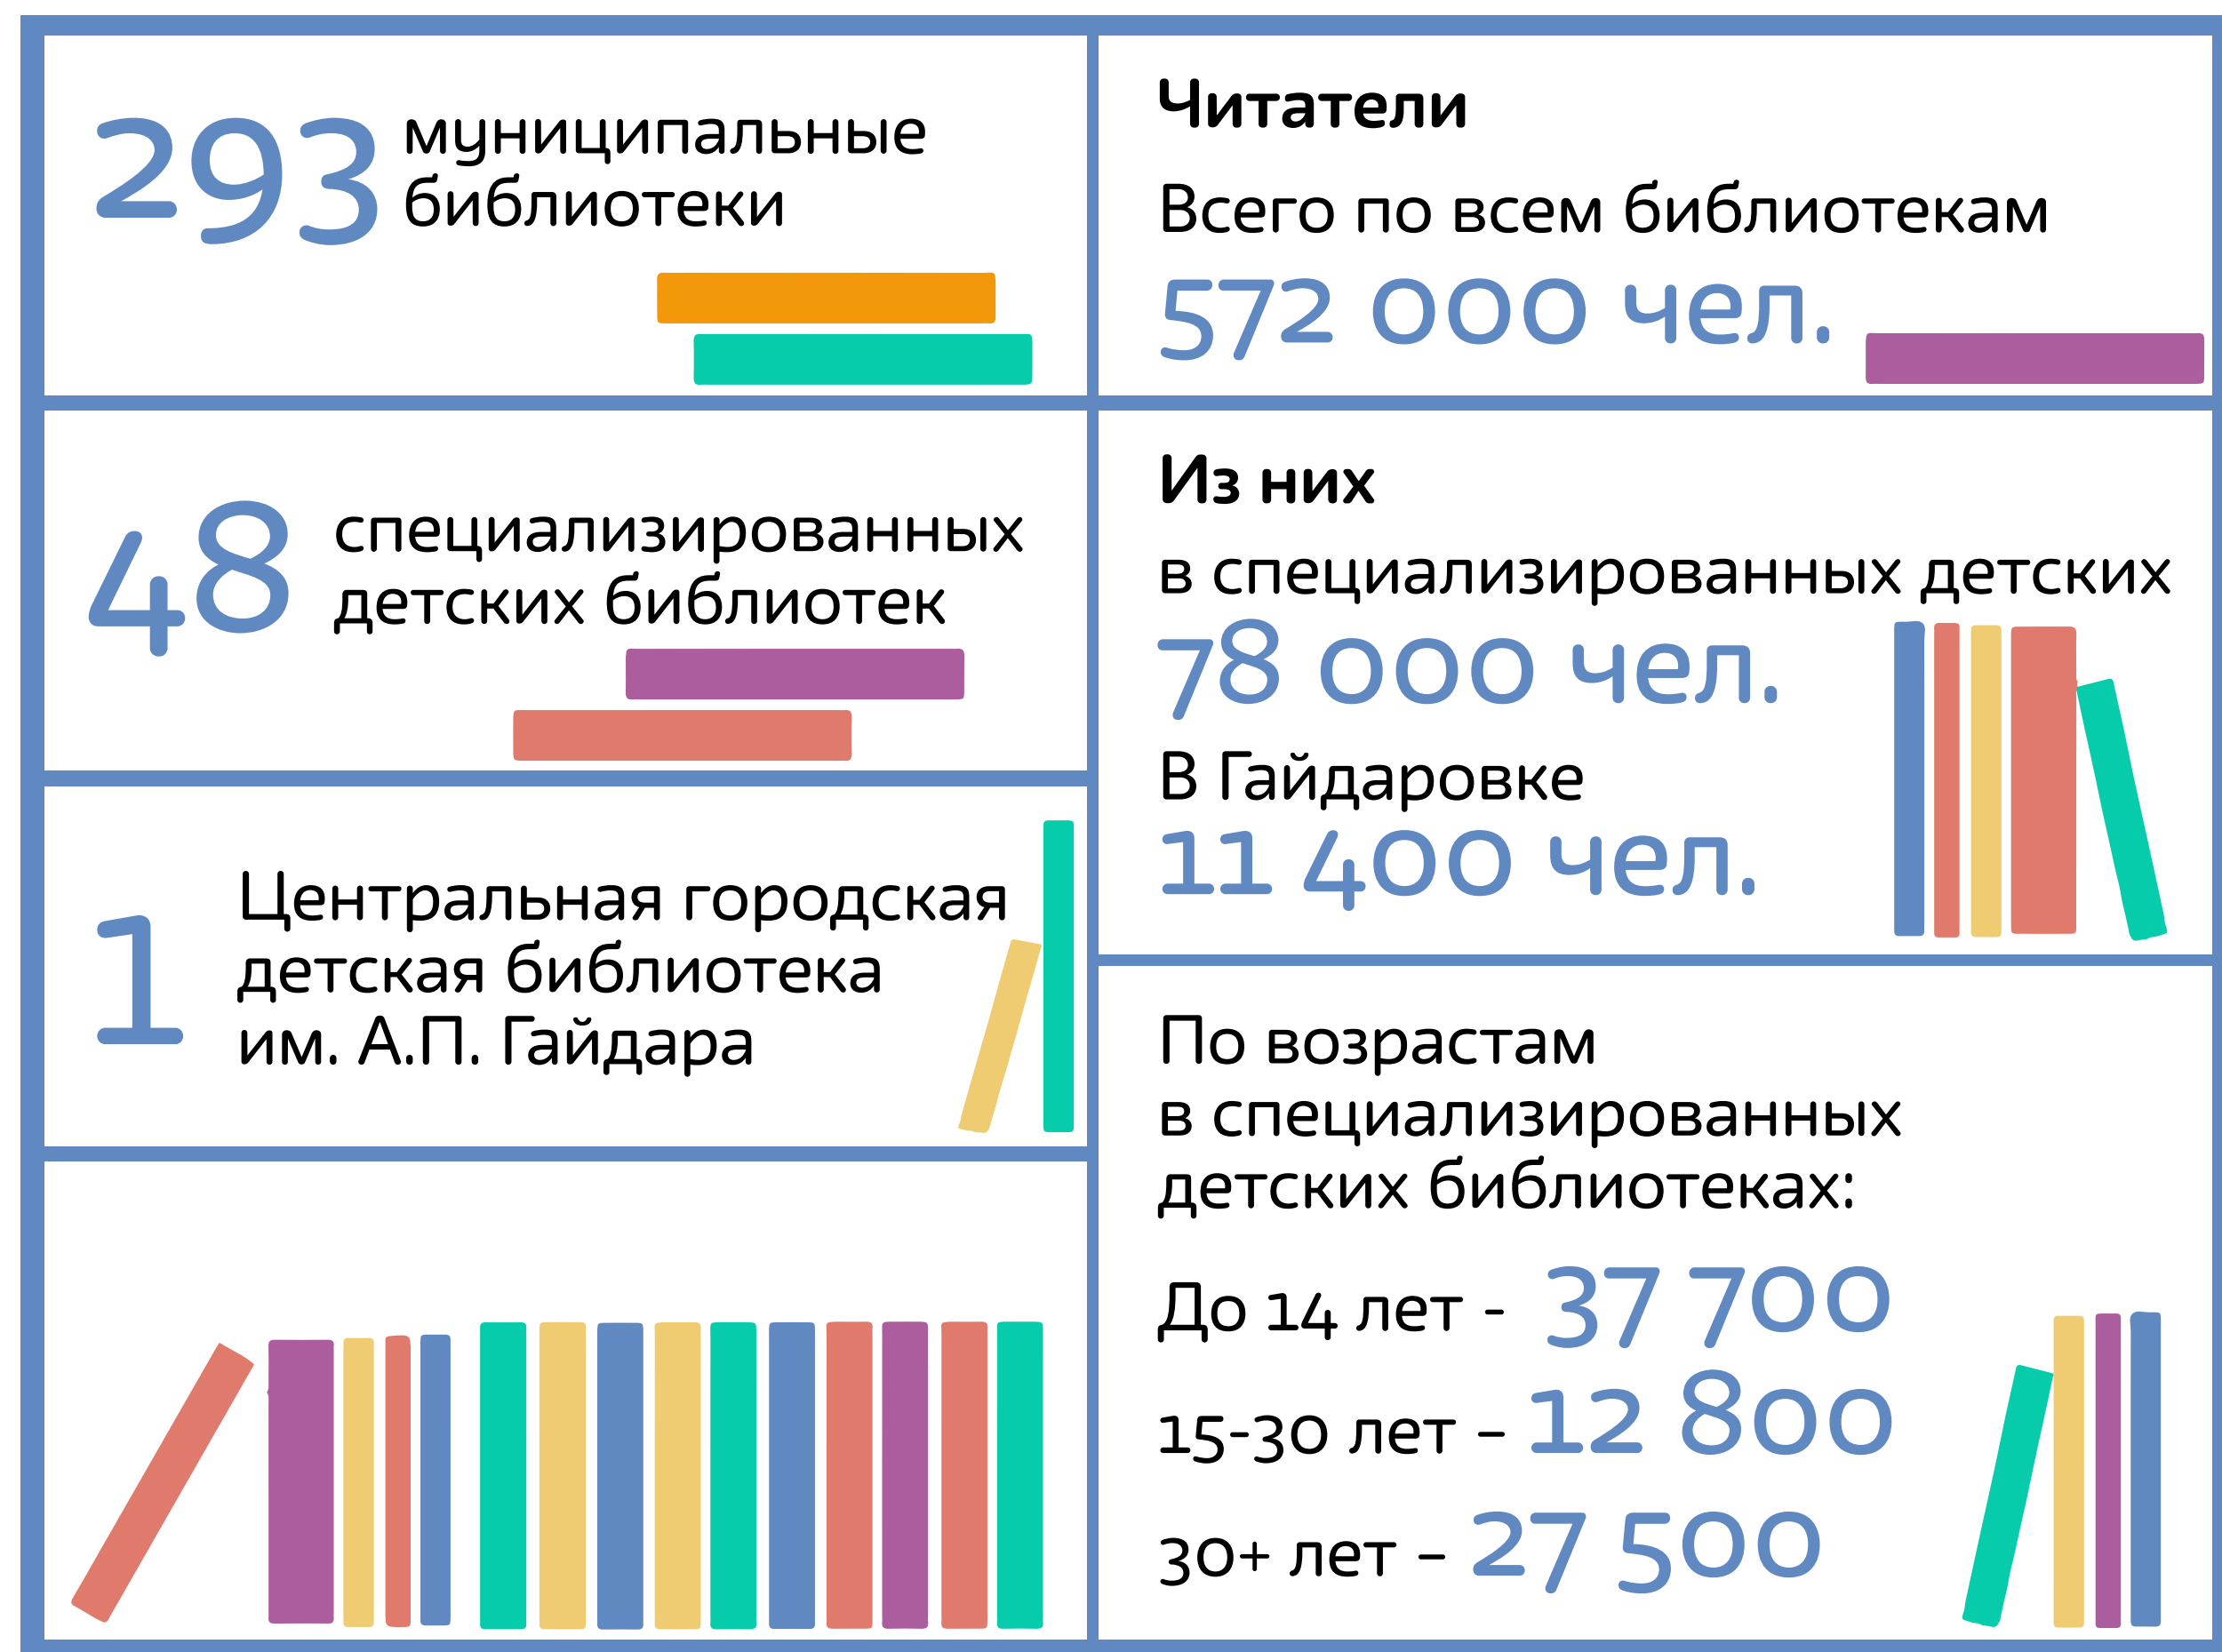 293 муниципальные
библиотеки
48 специализированных
детских библиотек
1 Центральная городская
детская библиотека
им. А.П. Гайдара
Читатели
Всего по всем библиотекам
572 000 чел.
Из них
в специализированных детских
78 000 чел.
В Гайдаровке
11 400 чел.
По возрастам
в специализированных
детских библиотеках:
До 14 лет - 37 700
15-30 лет – 12 800
30+ лет – 27 500